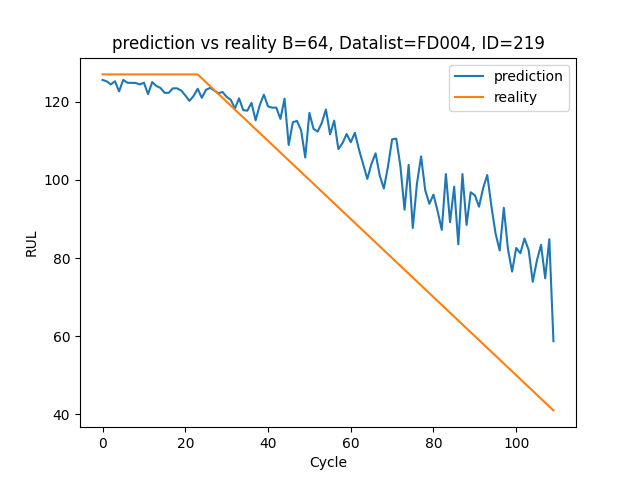 prediction vs reality B=64, Datalist=FD004, ID=219
prediction
reality
120
100
80
60
40
RUL
0 20 40 60 80 100
Cycle